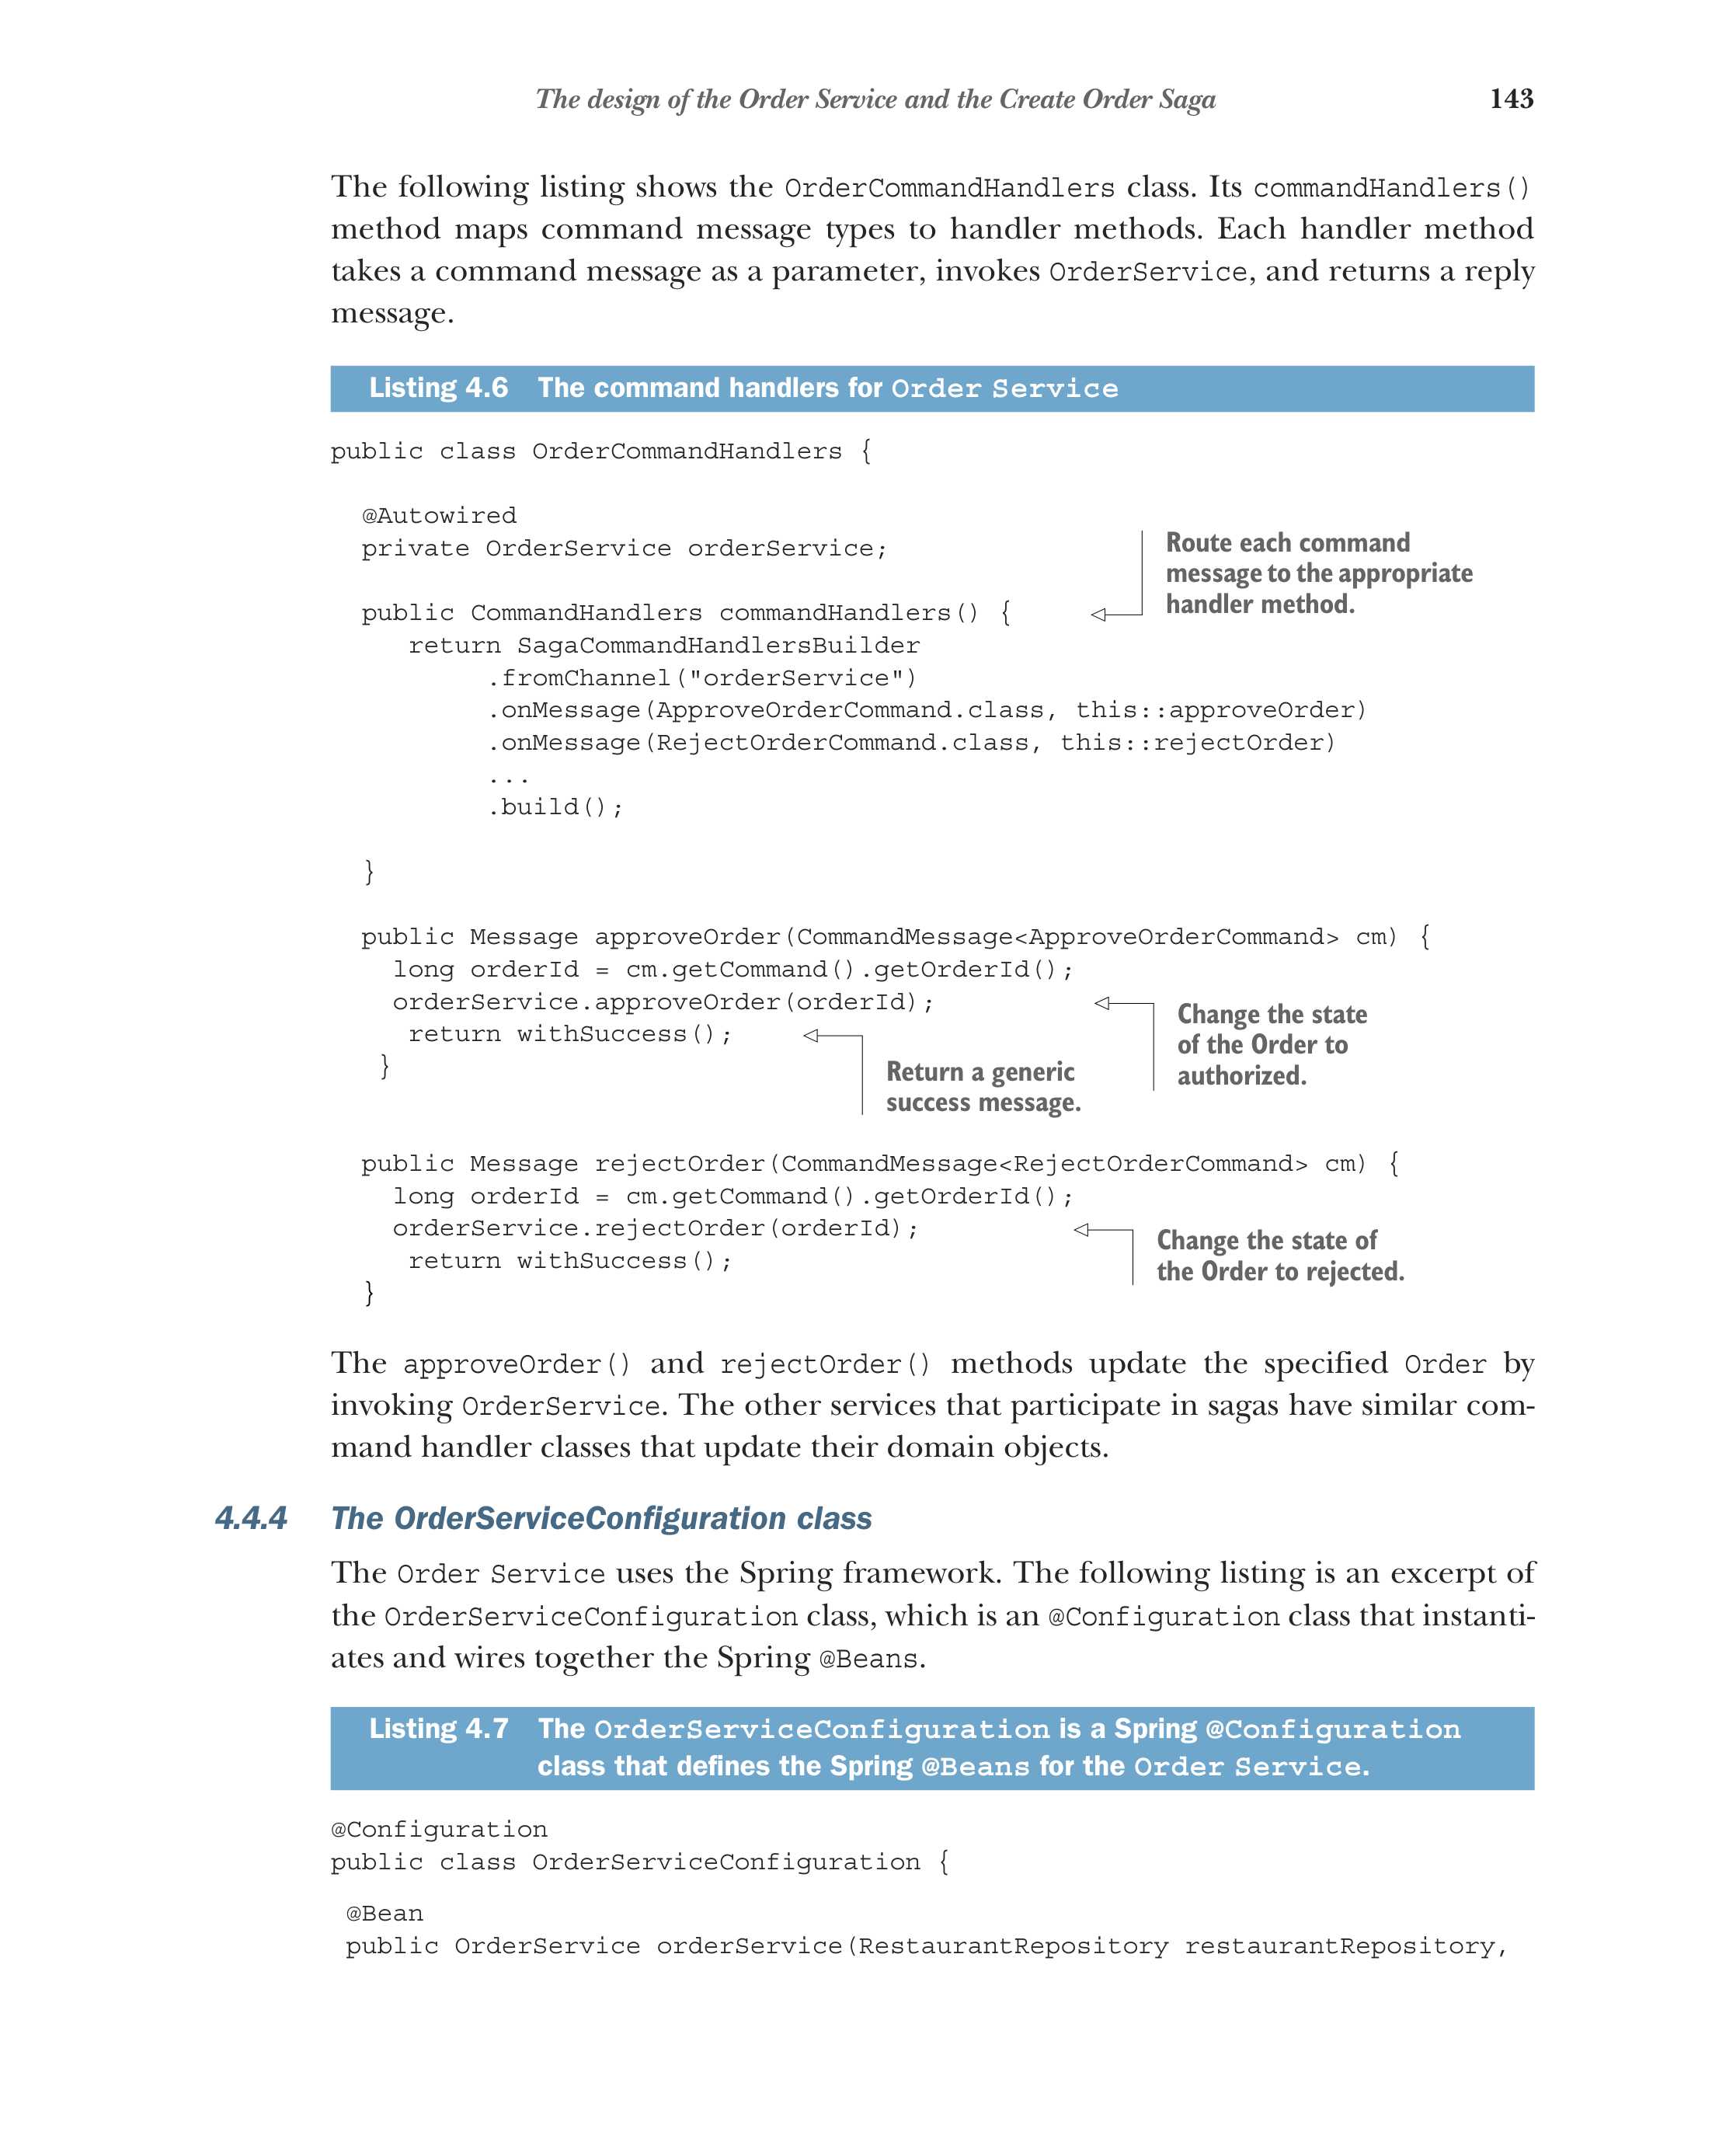 The design of the Order Service and the Create Order Saga 143
The following listing shows the OrderCommandHandlers class. Its commandHandlers()
method maps command message types to handler methods. Each handler method
takes a command message as a parameter, invokes OrderService, and returns a reply
message.
Listing 4.6 The command handlers for Order Service
public class OrderCommandHandlers {
@Autowired
private OrderService orderService;
Route each command
message to the appropriate
handler method.
public CommandHandlers commandHandlers() {
return SagaCommandHandlersBuilder
.fromChannel("orderService")
.onMessage(ApproveOrderCommand.class, this::approveOrder)
.onMessage(RejectOrderCommand.class, this::rejectOrder)
...
.build();
}
public Message approveOrder(CommandMessage<ApproveOrderCommand> cm) {
long orderId = cm.getCommand().getOrderId();
orderService.approveOrder(orderId);
Change the state
of the Order to
authorized.
return withSuccess();
Return a generic
success message.
}
public Message rejectOrder(CommandMessage<RejectOrderCommand> cm) {
long orderId = cm.getCommand().getOrderId();
orderService.rejectOrder(orderId);
Change the state of
the Order to rejected.
return withSuccess();
}
The approveOrder() and rejectOrder() methods update the specified Order by
invoking OrderService. The other services that participate in sagas have similar com-
mand handler classes that update their domain objects.
4.4.4 The OrderServiceConfiguration class
The Order Service uses the Spring framework. The following listing is an excerpt of
the OrderServiceConfiguration class, which is an @Configuration class that instanti-
ates and wires together the Spring @Beans.
Listing 4.7 The OrderServiceConfiguration is a Spring @Configuration
class that defines the Spring @Beans for the Order Service.
@Configuration
public class OrderServiceConfiguration {
@Bean
public OrderService orderService(RestaurantRepository restaurantRepository,